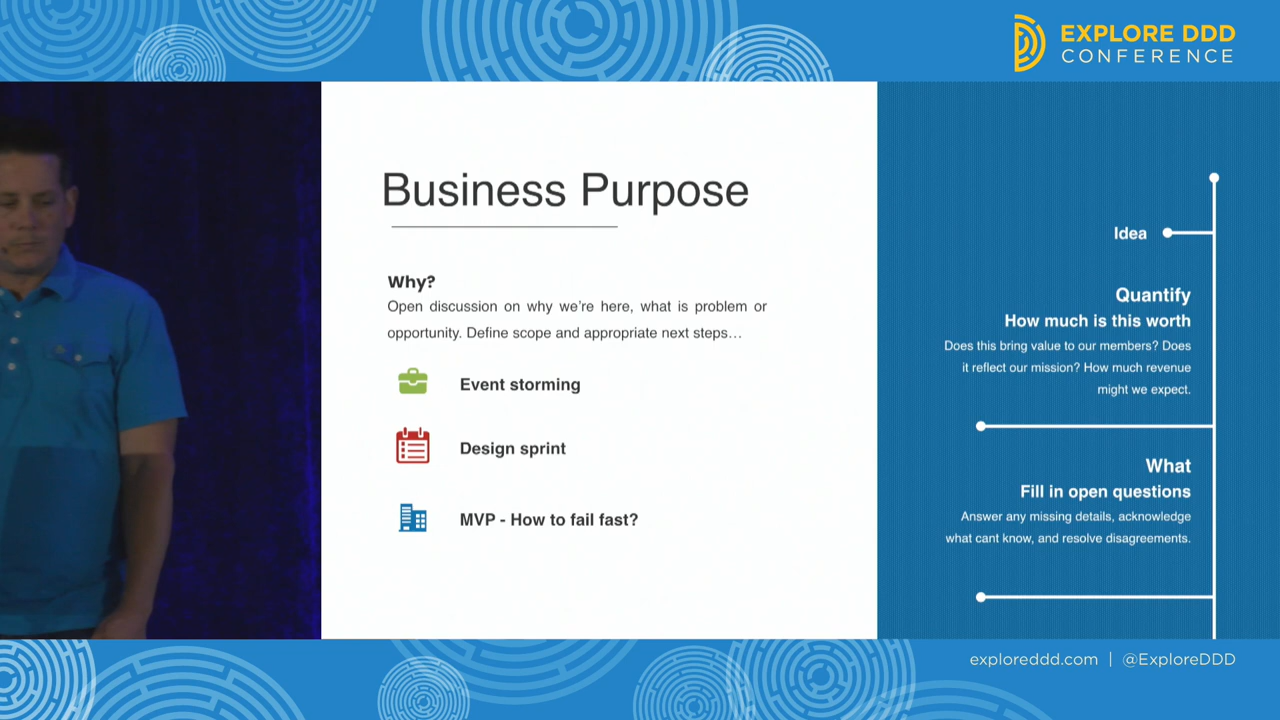 EXPLORE DDD
CONFERENCE
Business Purpose
Why?
Open discussion on why we're here, what is problem or
opportunity. Define scope and appropriate next steps...
Event storming
Design sprint
MVP - How to fail fast?
Idea
Quantify
How much is this worth
Does this bring value to our members? Does
it reflect our mission? How much revenue
might we expect.
What
Fill in open questions
Answer any missing details, acknowledge
what cant know, and resolve disagreements.
exploreddd.com | @ExploreDDD